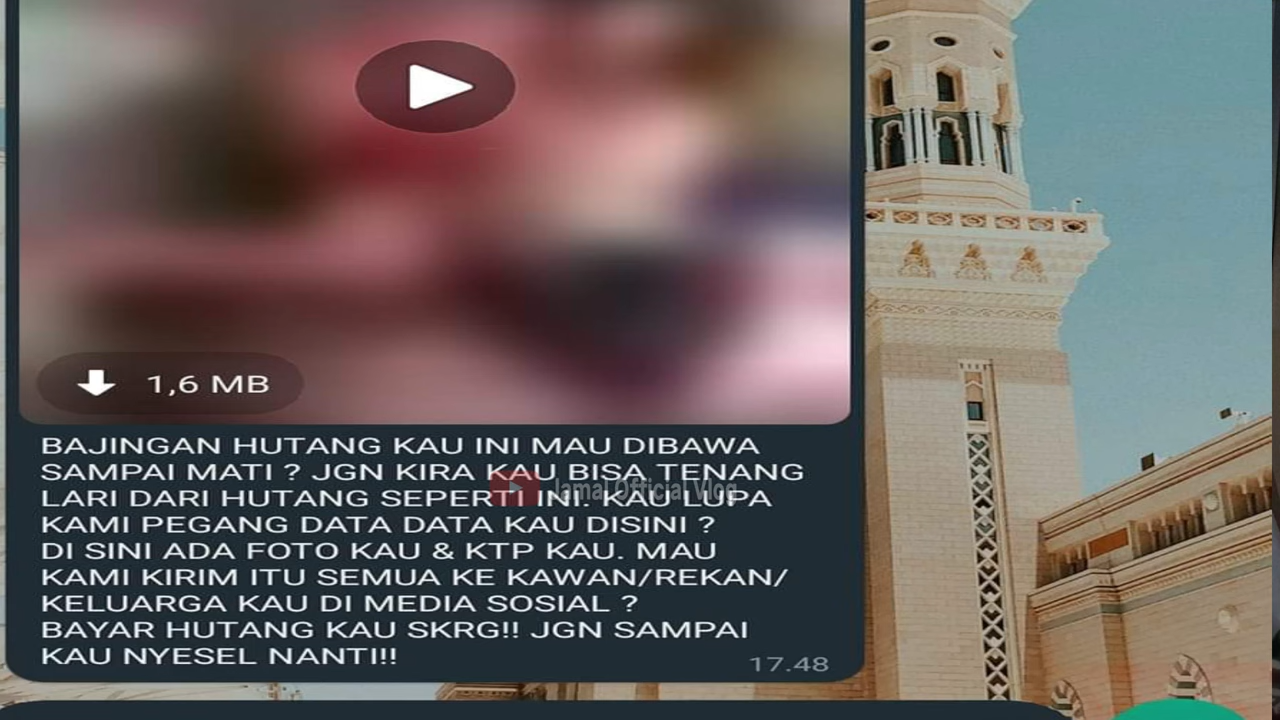 1,6 MB
BAJINGAN HUTANG KAU INI MAU DIBAWA
SAMPAI MATI ? JGN KIRA KAU BISA TENANG
LARI DARI HUTANG SEPERTI INI. KAU LUPA
KAMI PEGANG DATA DATA KAU DISINI ?
DI SINI ADA FOTO KAU & KTP KAU. MAU
KAMI KIRIM ITU SEMUA KE KAWAN/REKAN/
KELUARGA KAU DI MEDIA SOSIAL ?
BAYAR HUTANG KAU SKRG!! JGN SAMPAI
KAU NYESEL NANTI!!
17.48
Jamal Official Vlog